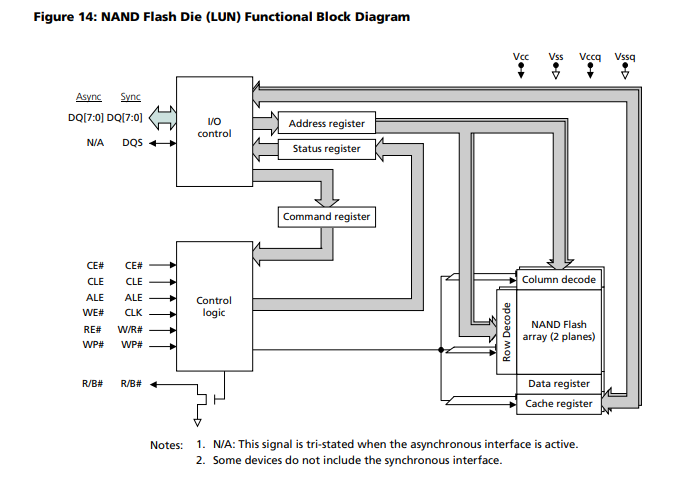 Figure 14: NAND Flash Die (LUN) Functional Block Diagram
Vcc Vss Vccq Vssq
Async Sync
DQ[7:0] DQ[7:0]
N/A DQS
I/O
control
Address register
Status register
Command register
CE# CE#
CLE CLE
ALE ALE
WE# CLK
RE# W/R#
WP# WP#
R/B# R/B#
Control
logic
Column decode
Row Decode
NAND Flash
array (2 planes)
Data register
Cache register
Notes: 1. N/A: This signal is tri-stated when the asynchronous interface is active.
2. Some devices do not include the synchronous interface.